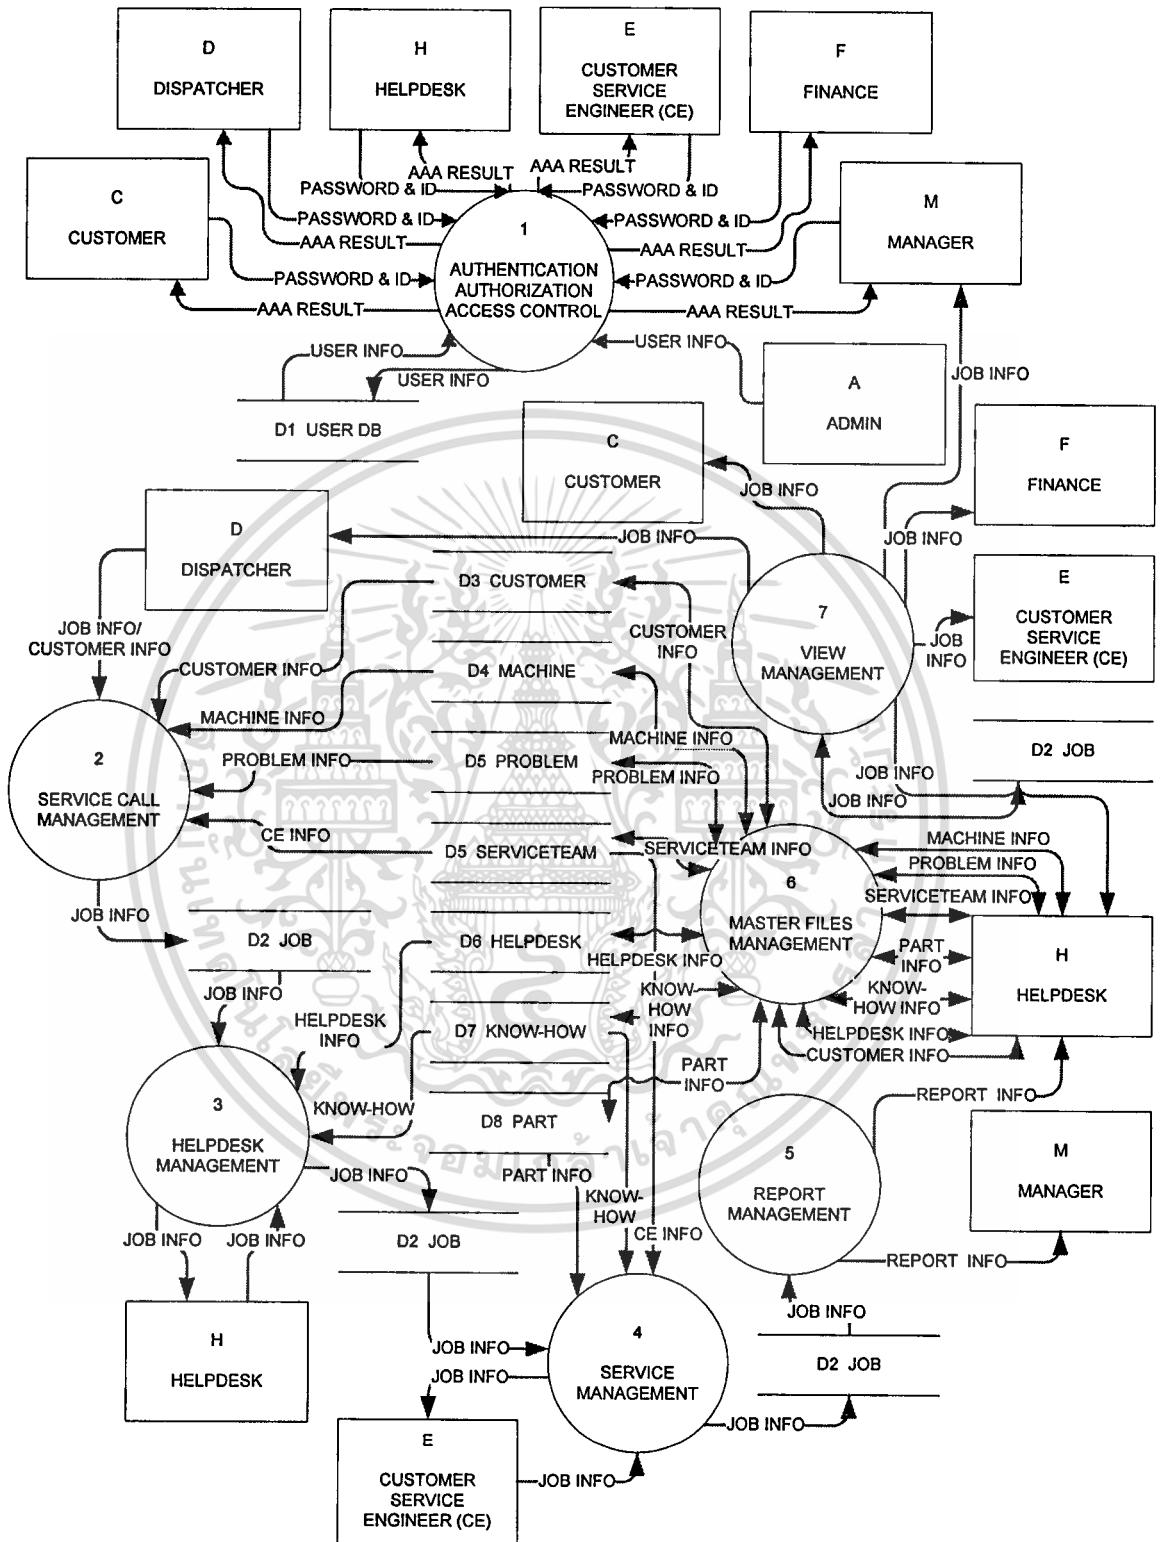 D
DISPATCHER
H
HELPDESK
E
CUSTOMER
SERVICE
ENGINEER (CE)
F
FINANCE
C
CUSTOMER
M
MANAGER
AAA RESULT
AAA RESULT
PASSWORD & ID
PASSWORD & ID
PASSWORD & ID
PASSWORD & ID
AAA RESULT
AAA RESULT
PASSWORD & ID
PASSWORD & ID
AAA RESULT
AAA RESULT
1
AUTHENTICATION
AUTHORIZATION
ACCESS CONTROL
USER INFO
USER INFO
USER INFO
D1 USER DB
A
ADMIN
JOB INFO
C
CUSTOMER
JOB INFO
F
FINANCE
JOB INFO
D
DISPATCHER
JOB INFO
E
CUSTOMER
SERVICE
ENGINEER (CE)
JOB
INFO
7
VIEW
MANAGEMENT
D3 CUSTOMER
D4 MACHINE
D5 PROBLEM
D5 SERVICETEAM
D6 HELPDESK
D7 KNOW-HOW
D8 PART
JOB INFO/
CUSTOMER INFO
CUSTOMER INFO
MACHINE INFO
PROBLEM INFO
CE INFO
2
SERVICE CALL
MANAGEMENT
CUSTOMER
INFO
MACHINE INFO
PROBLEM INFO
SERVICETEAM INFO
HELPDESK INFO
KNOW-
HOW
INFO
PART
INFO
D2 JOB
JOB INFO
JOB INFO
6
MASTER FILES
MANAGEMENT
MACHINE INFO
PROBLEM INFO
SERVICETEAM INFO
PART
INFO
KNOW-
HOW INFO
HELPDESK INFO
CUSTOMER INFO
H
HELPDESK
JOB INFO
D2 JOB
JOB INFO
HELPDESK
INFO
KNOW-HOW
3
HELPDESK
MANAGEMENT
JOB INFO
JOB INFO
JOB INFO
D2 JOB
H
HELPDESK
PART INFO
KNOW-
HOW
CE INFO
5
REPORT
MANAGEMENT
REPORT INFO
M
MANAGER
REPORT INFO
JOB INFO
D2 JOB
4
SERVICE
MANAGEMENT
JOB INFO
JOB INFO
JOB INFO
E
CUSTOMER
SERVICE
ENGINEER (CE)
JOB INFO